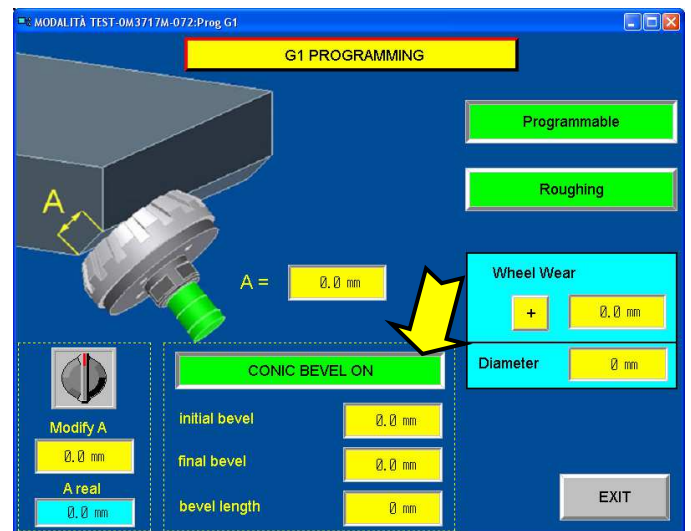 MODALITÀ TEST-0M3717M-072:Prog G1
G1 PROGRAMMING
Programmable
Roughing
A
A = 0.0 mm
Wheel Wear
+ 0.0 mm
Diameter 0 mm
CONIC BEVEL ON
initial bevel 0.0 mm
final bevel 0.0 mm
bevel length 0 mm
Modify A
0.0 mm
A real
0.0 mm
EXIT